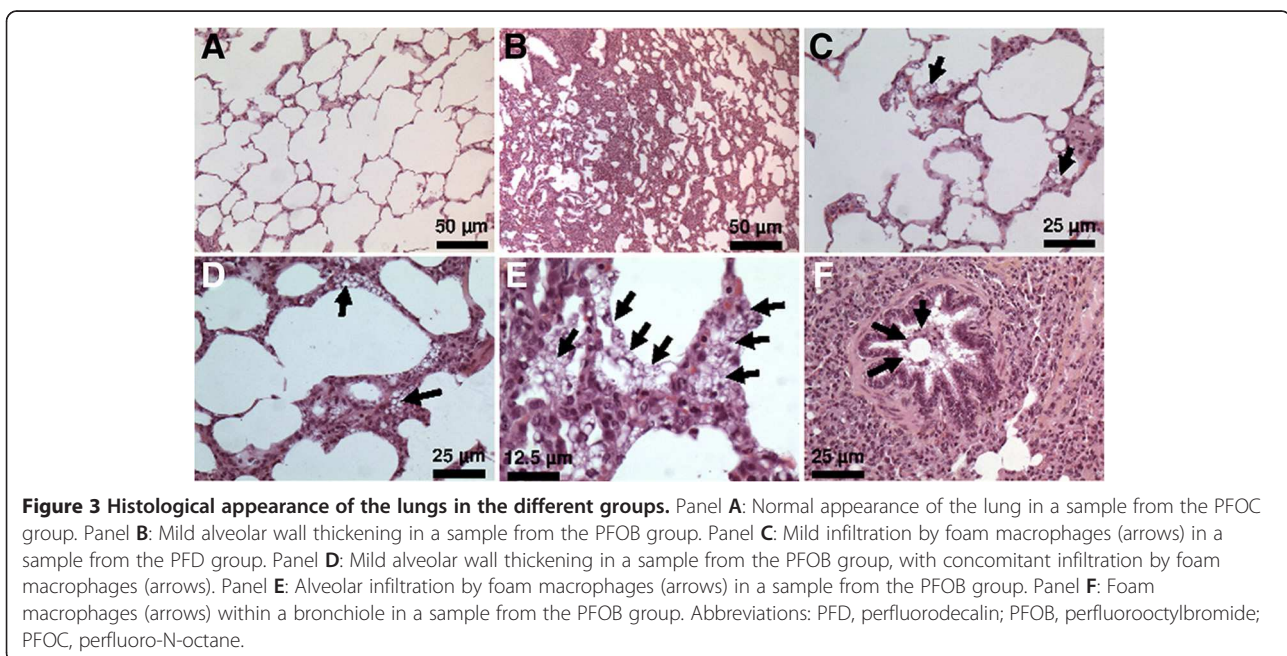 A
B
C
50 µm
50 µm
25 µm
D
E
F
25 µm
12.5 µm
25 µm
Figure 3 Histological appearance of the lungs in the different groups. Panel A: Normal appearance of the lung in a sample from the PFOC
group. Panel B: Mild alveolar wall thickening in a sample from the PFOB group. Panel C: Mild infiltration by foam macrophages (arrows) in a
sample from the PFD group. Panel D: Mild alveolar wall thickening in a sample from the PFOB group, with concomitant infiltration by foam
macrophages (arrows). Panel E: Alveolar infiltration by foam macrophages (arrows) in a sample from the PFOB group. Panel F: Foam
macrophages (arrows) within a bronchiole in a sample from the PFOB group. Abbreviations: PFD, perfluorodecalin; PFOB, perfluorooctylbromide;
PFOC, perfluoro-N-octane.